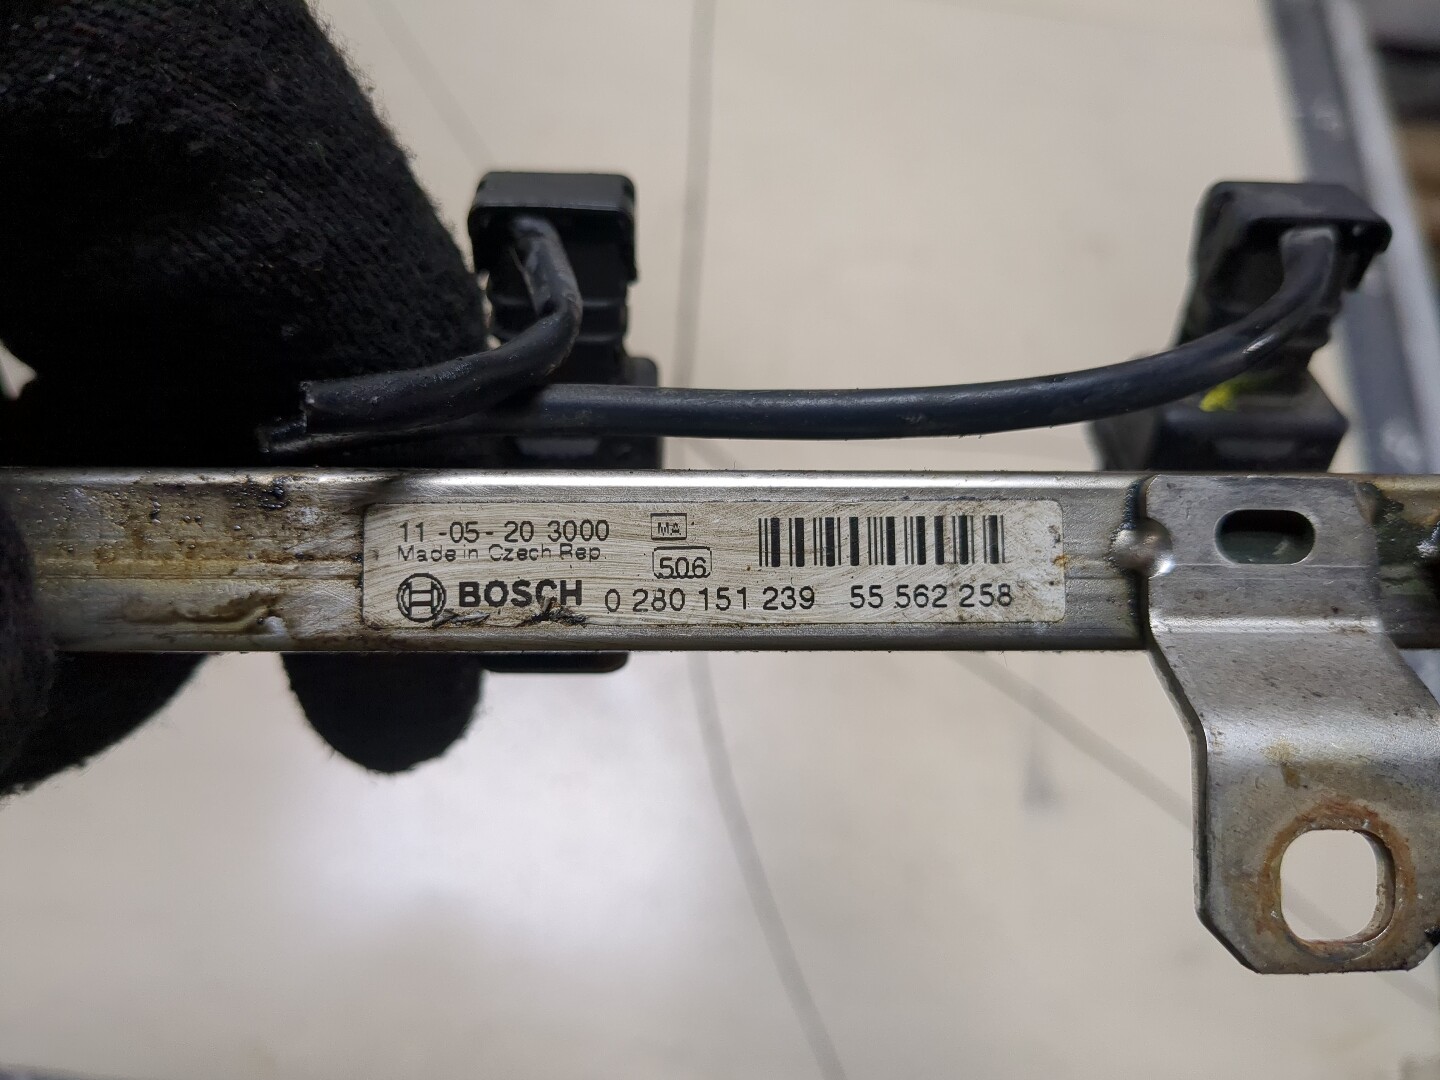 11-05-20 3000
MA
Made in Czech Rep.
506
BOSCH 0 280 151 239 55 562 258